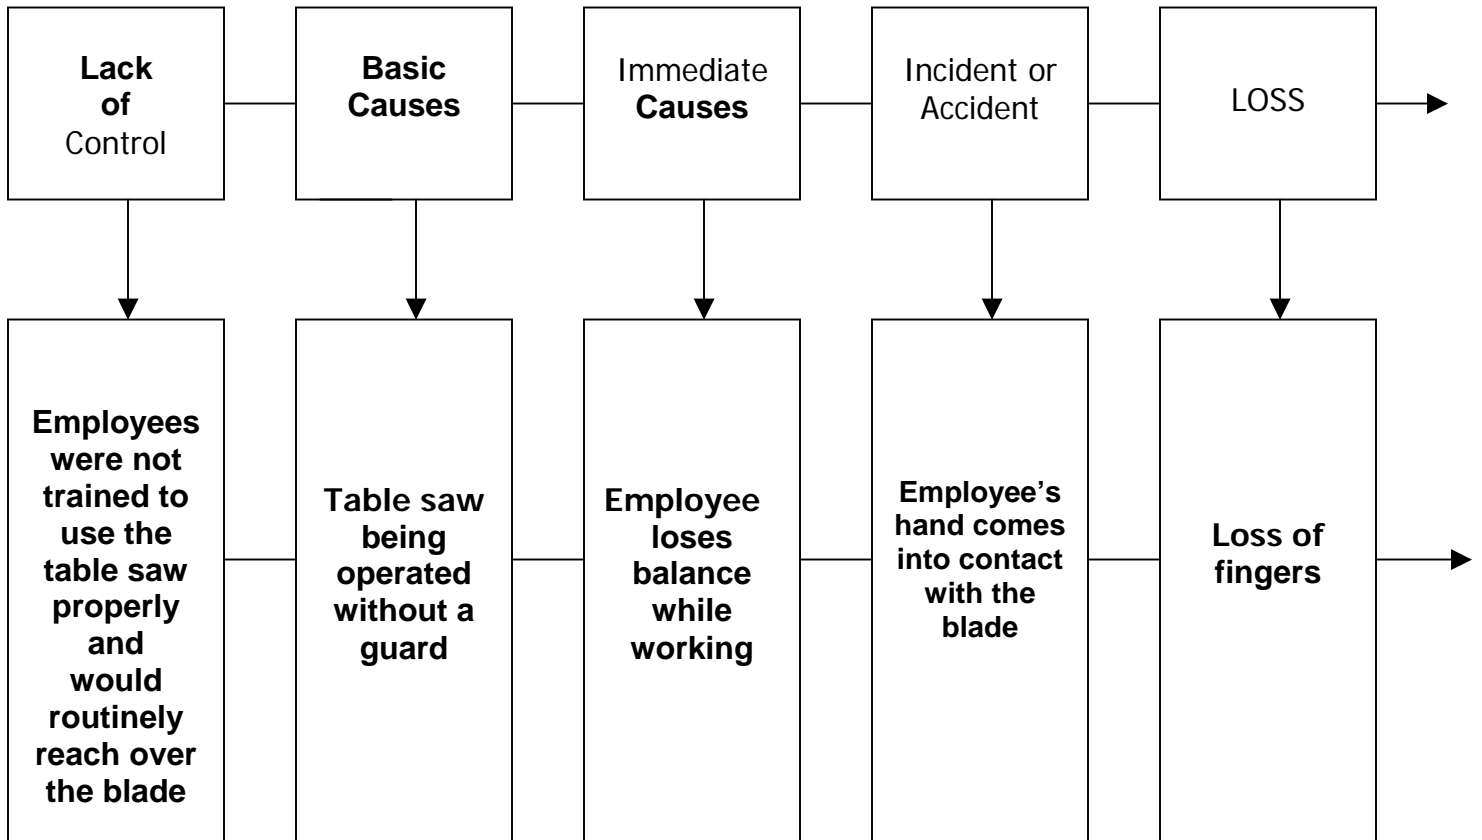 Lack
of
Control
Basic
Causes
Immediate
Causes
Incident or
Accident
LOSS
Employees
were not
trained to
use the
table saw
properly
and
would
routinely
reach over
the blade
Table saw
being
operated
without a
guard
Employee
loses
balance
while
working
Employee’s
hand comes
into contact
with the
blade
Loss of
fingers